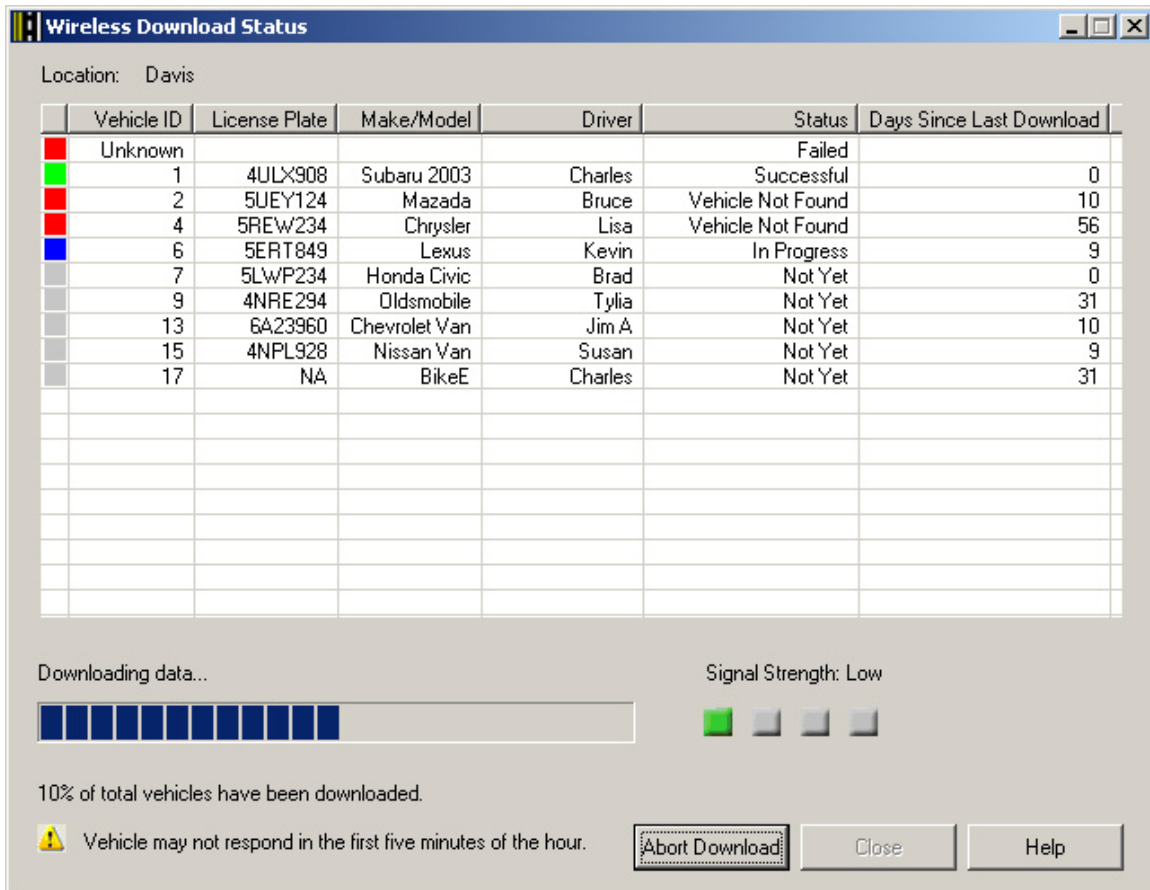 Wireless Download Status
Location: Davis
Vehicle ID License Plate Make/Model Driver Status Days Since Last Download
Unknown Failed
1 4ULX908 Subaru 2003 Charles Successful 0
2 5UEY124 Mazada Bruce Vehicle Not Found 10
4 5REW234 Chrysler Lisa Vehicle Not Found 56
6 5ERT849 Lexus Kevin In Progress 9
7 5LWP234 Honda Civic Brad Not Yet 0
9 4NRE294 Oldsmobile Tylia Not Yet 31
13 6A23960 Chevrolet Van Jim A Not Yet 10
15 4NPL928 Nissan Van Susan Not Yet 9
17 NA BikeE Charles Not Yet 31
Downloading data... Signal Strength: Low
10% of total vehicles have been downloaded.
Vehicle may not respond in the first five minutes of the hour. Abort Download Close Help